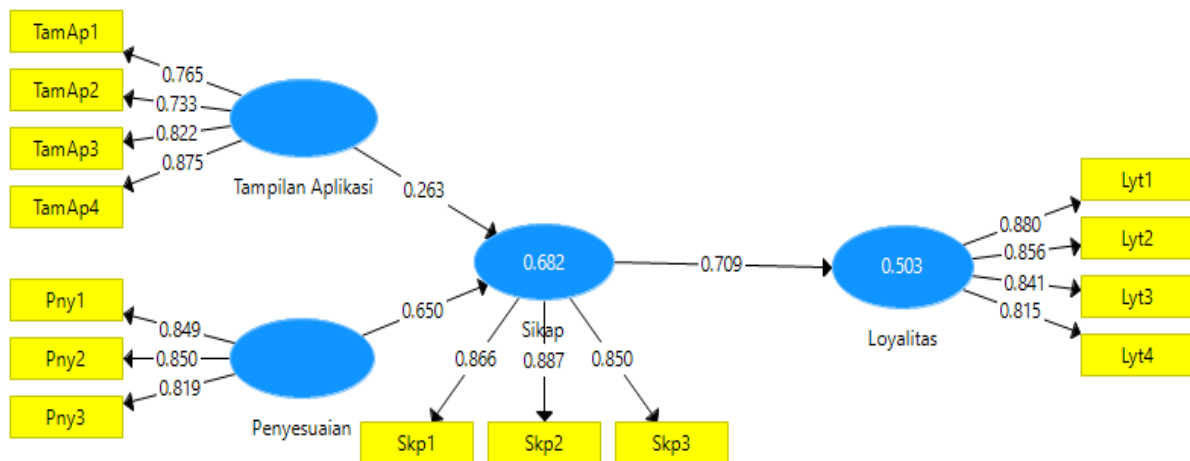 TamAp1
TamAp2
TamAp3
TamAp4
0.765
0.733
0.822
0.875
Tampilan Aplikasi
0.263
Pny1
Pny2
Pny3
0.849
0.850
0.819
Penyesuaian
0.650
0.682
Sikap
0.866
0.887
0.850
Skp1
Skp2
Skp3
0.709
0.503
Loyalitas
0.880
0.856
0.841
0.815
Lyt1
Lyt2
Lyt3
Lyt4